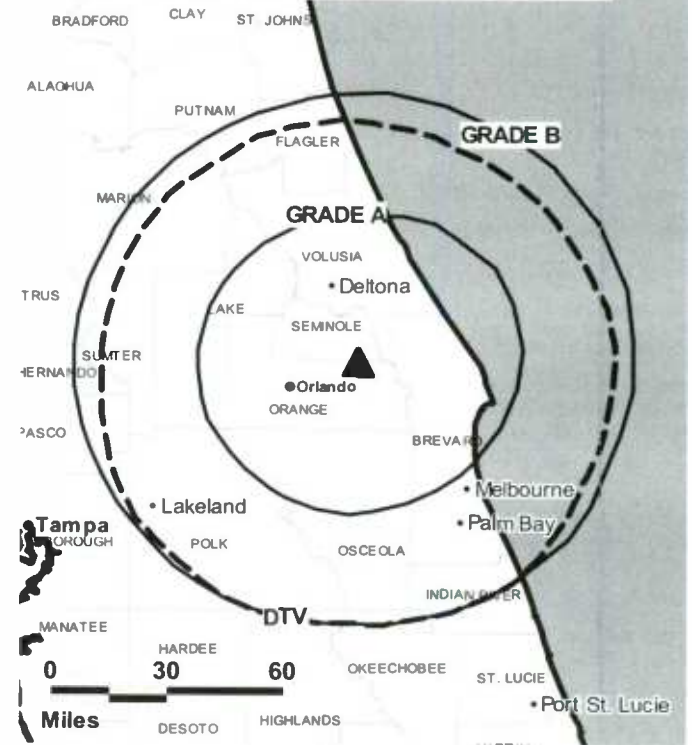 BRADFORD
CLAY
ST JOHNS
ALACHUA
PUTNAM
GRADE B
FLAGLER
MARION
GRADE A
VOLUSIA
Deltona
TRUS
LAKE
SEMINOLE
SUMTER
HERNANDO
Orlando
ORANGE
PASCO
BREVARD
Melbourne
Lakeland
Palm Bay
Tampa
BOROUGH
POLK
OSCEOLA
INDIAN RIVER
DTV
MANATEE
HARDEE
0 30 60
OKEECHOBEE
ST. LUCIE
Port St. Lucie
Miles
DESOTO
HIGHLANDS